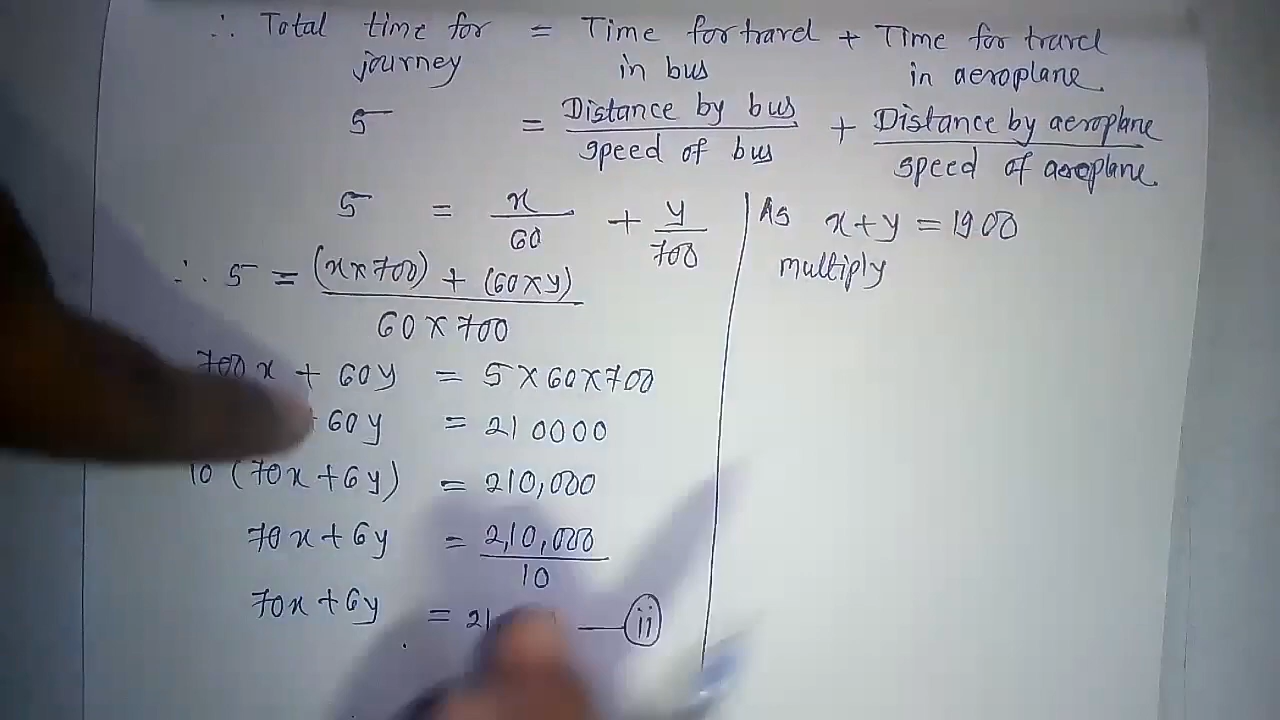 ∴ Total time for journey = Time for travel in bus + Time for travel in aeroplane
5 = Distance by bus / speed of bus + Distance by aeroplane / speed of aeroplane
5 = x/60 + y/700
∴ 5 = (x×700) + (60×y) / 60×700
700x + 60y = 5×60×700
+ 60y = 210000
10 (70x+6y) = 210,000
70x+6y = 2,10,000 / 10
70x+6y = 21 — (ii)
As x+y = 1900
multiply